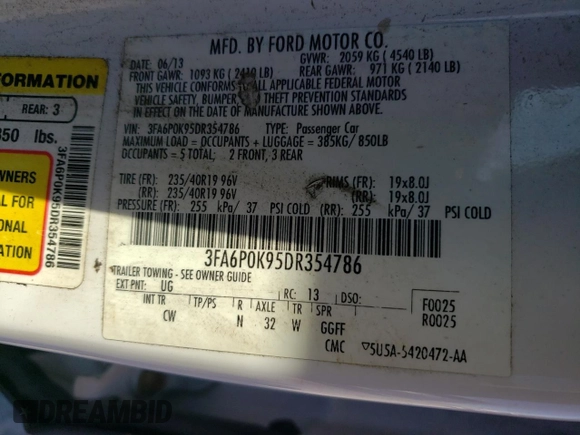 MFD. BY FORD MOTOR CO.
DATE: 06/13
GVWR: 2059 KG (4540 LB)
FRONT GAWR: 1093 KG (2410 LB)
REAR GAWR: 971 KG (2140 LB)
THIS VEHICLE CONFORMS TO ALL APPLICABLE FEDERAL MOTOR
VEHICLE SAFETY, BUMPER, AND THEFT PREVENTION STANDARDS
IN EFFECT ON THE DATE OF MANUFACTURE SHOWN ABOVE.
VIN: 3FA6P0K95DR354786 TYPE: Passenger Car
MAXIMUM LOAD = OCCUPANTS + LUGGAGE = 385KG/ 850LB
OCCUPANTS = 5 TOTAL; 2 FRONT, 3 REAR
TIRE (FR): 235/40R19 96V RIMS (FR): 19x8.0J
(RR): 235/40R19 96V (RR): 19x8.0J
PRESSURE (FR): 255 kPa/ 37 PSI COLD (RR): 255 kPa/ 37 PSI COLD
3FA6P0K95DR354786
TRAILER TOWING - SEE OWNER GUIDE
EXT PNT: UG RC: 13 DSO:
F0025
R0025
INT TR TP/PS R AXLE TR SPR
CW N 32 W GGFF
CMC ▽5USA-5420472-AA
FORMATION
REAR: 3
850 lbs.
WNERS
AL FOR
ONAL
3FA6P0K95DR354786
DREAMBID